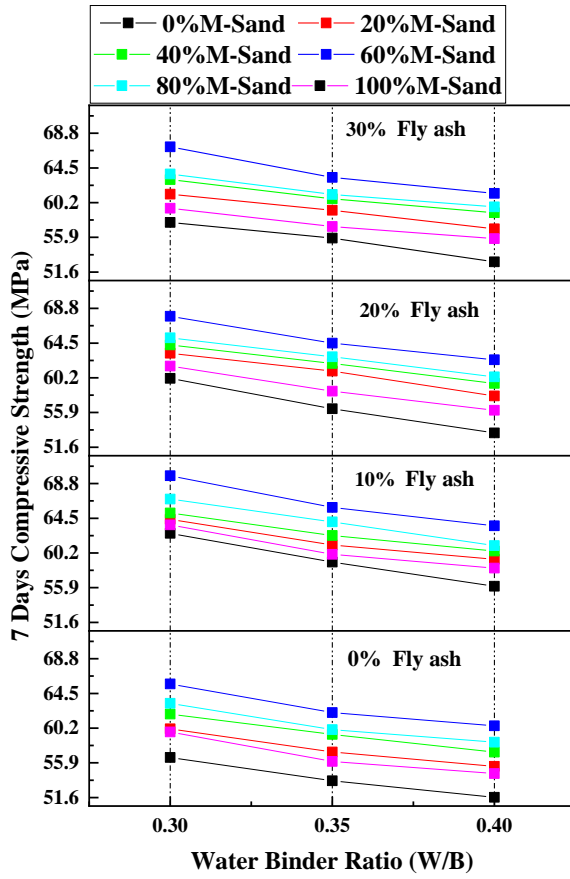 0%M-Sand 20%M-Sand
40%M-Sand 60%M-Sand
80%M-Sand 100%M-Sand
30% Fly ash
68.8
64.5
60.2
55.9
51.6
20% Fly ash
68.8
64.5
60.2
55.9
51.6
10% Fly ash
68.8
64.5
60.2
55.9
51.6
0% Fly ash
68.8
64.5
60.2
55.9
51.6
7 Days Compressive Strength (MPa)
0.30 0.35 0.40
Water Binder Ratio (W/B)